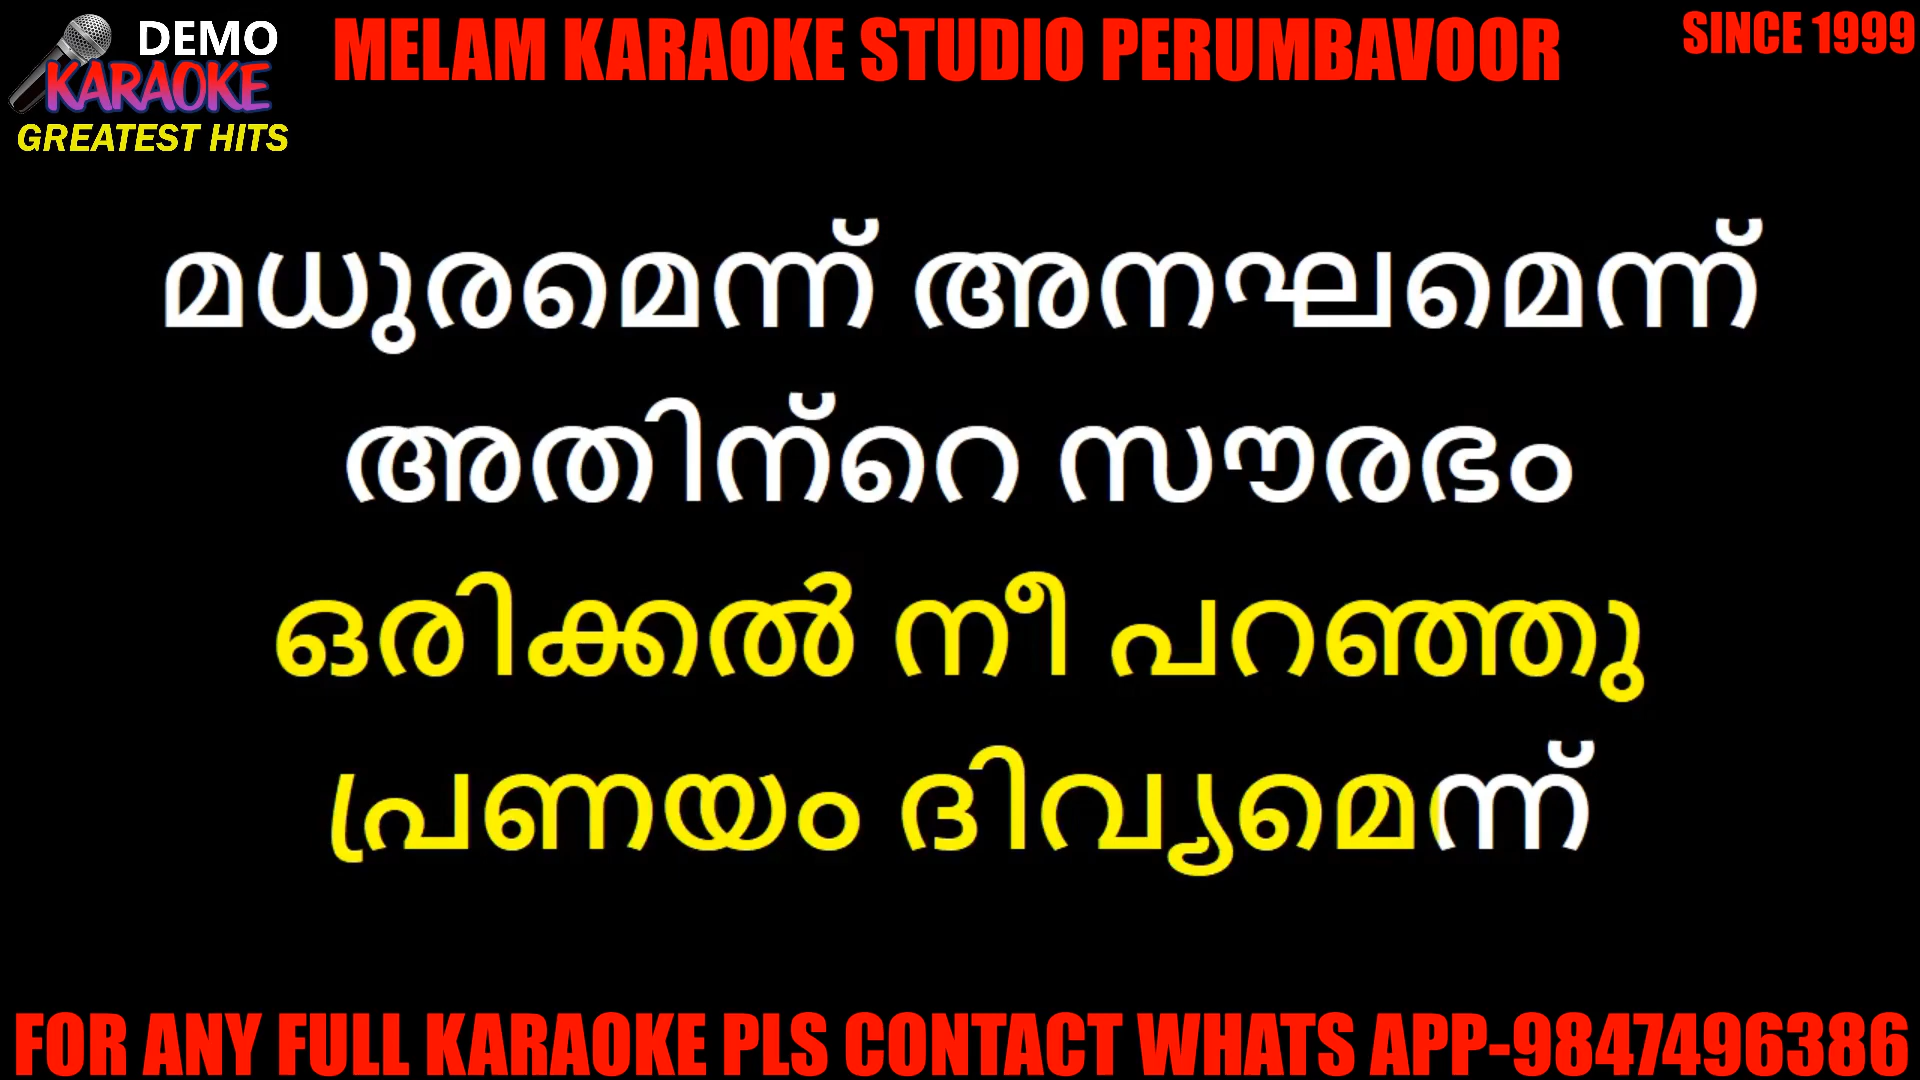 DEMO
KARAOKE
GREATEST HITS
MELAM KARAOKE STUDIO PERUMBAVOOR
SINCE 1999
മധുരമെന്ന് അനഘമെന്ന്
അതിന്റെ സൗരഭം
ഒരിക്കൽ നീ പറഞ്ഞു
പ്രണയം ദിവ്യമെന്ന്
FOR ANY FULL KARAOKE PLS CONTACT WHATS APP-9847496386